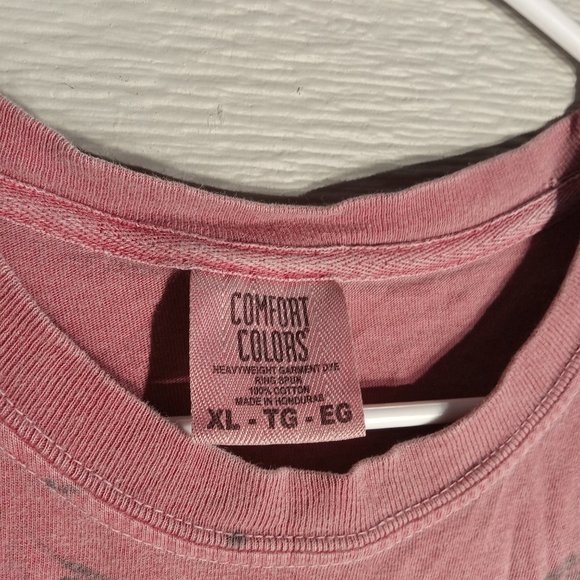 COMFORT
COLORS
HEAVYWEIGHT GARMENT DYE
RING SPUN
100% COTTON
MADE IN HONDURAS
XL - TG - EG